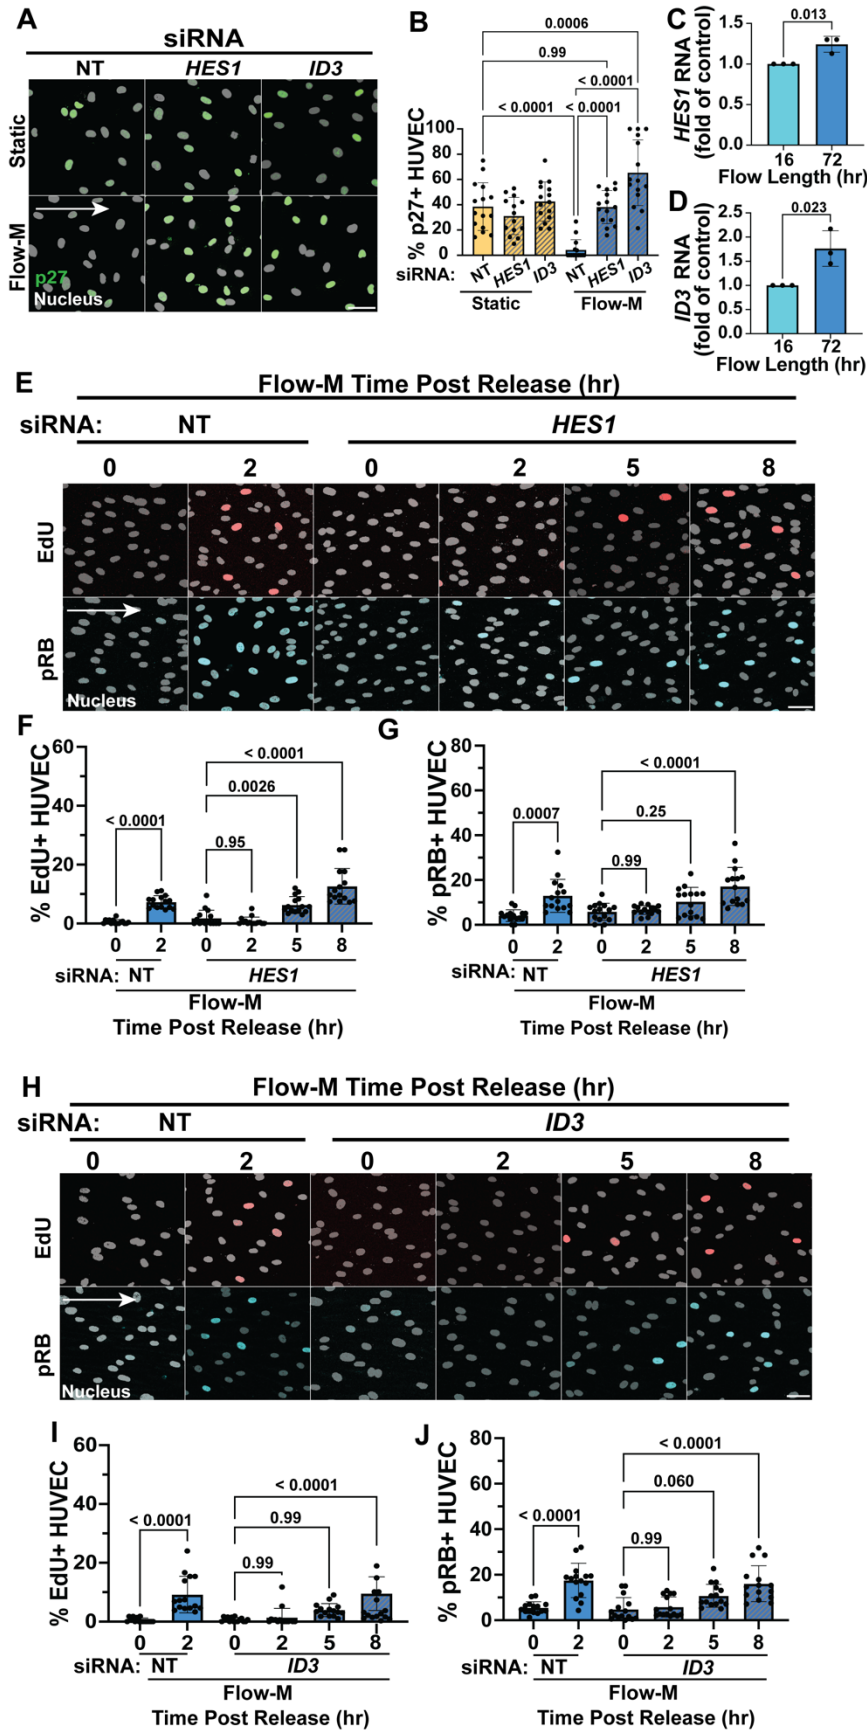 A
siRNA
NT HES1 ID3
Static
Flow-M
p27
Nucleus
B
0.0006
0.99
< 0.0001
< 0.0001 < 0.0001
% p27+ HUVEC
100
80
60
40
20
0
siRNA: NT HES1 ID3 NT HES1 ID3
Static Flow-M
C
0.013
HES1 RNA
(fold of control)
1.5
1.0
0.5
0.0
16 72
Flow Length (hr)
D
0.023
ID3 RNA
(fold of control)
2.5
2.0
1.5
1.0
0.5
0.0
16 72
Flow Length (hr)
E
Flow-M Time Post Release (hr)
siRNA: NT HES1
0 2 0 2 5 8
EdU
pRB
Nucleus
F
% EdU+ HUVEC
60
40
20
0
< 0.0001
0.0026
< 0.0001
0.95
0 2 0 2 5 8
siRNA: NT HES1
Flow-M
Time Post Release (hr)
G
% pRB+ HUVEC
80
60
40
20
0
< 0.0001
0.0007
0.25
0.99
0 2 0 2 5 8
siRNA: NT HES1
Flow-M
Time Post Release (hr)
H
Flow-M Time Post Release (hr)
siRNA: NT ID3
0 2 0 2 5 8
EdU
pRB
Nucleus
I
% EdU+ HUVEC
60
40
20
0
< 0.0001
< 0.0001
0.99
0.99
0 2 0 2 5 8
siRNA: NT ID3
Flow-M
Time Post Release (hr)
J
% pRB+ HUVEC
80
60
40
20
0
< 0.0001
0.060
< 0.0001
0.99
0 2 0 2 5 8
siRNA: NT ID3
Flow-M
Time Post Release (hr)